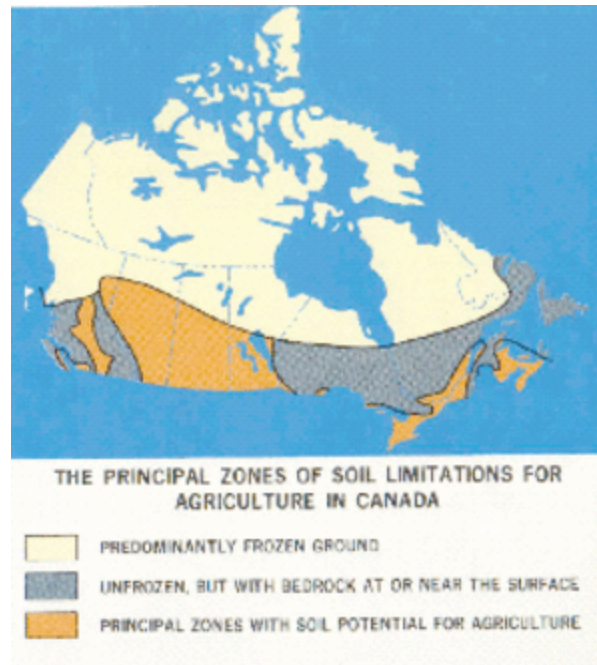 THE PRINCIPAL ZONES OF SOIL LIMITATIONS FOR
AGRICULTURE IN CANADA
PREDOMINANTLY FROZEN GROUND
UNFROZEN, BUT WITH BEDROCK AT OR NEAR THE SURFACE
PRINCIPAL ZONES WITH SOIL POTENTIAL FOR AGRICULTURE